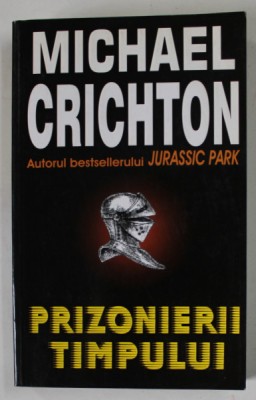 MICHAEL
CRICHTON
Autorul bestsellerului JURASSIC PARK
PRIZONIERII
TIMPULUI